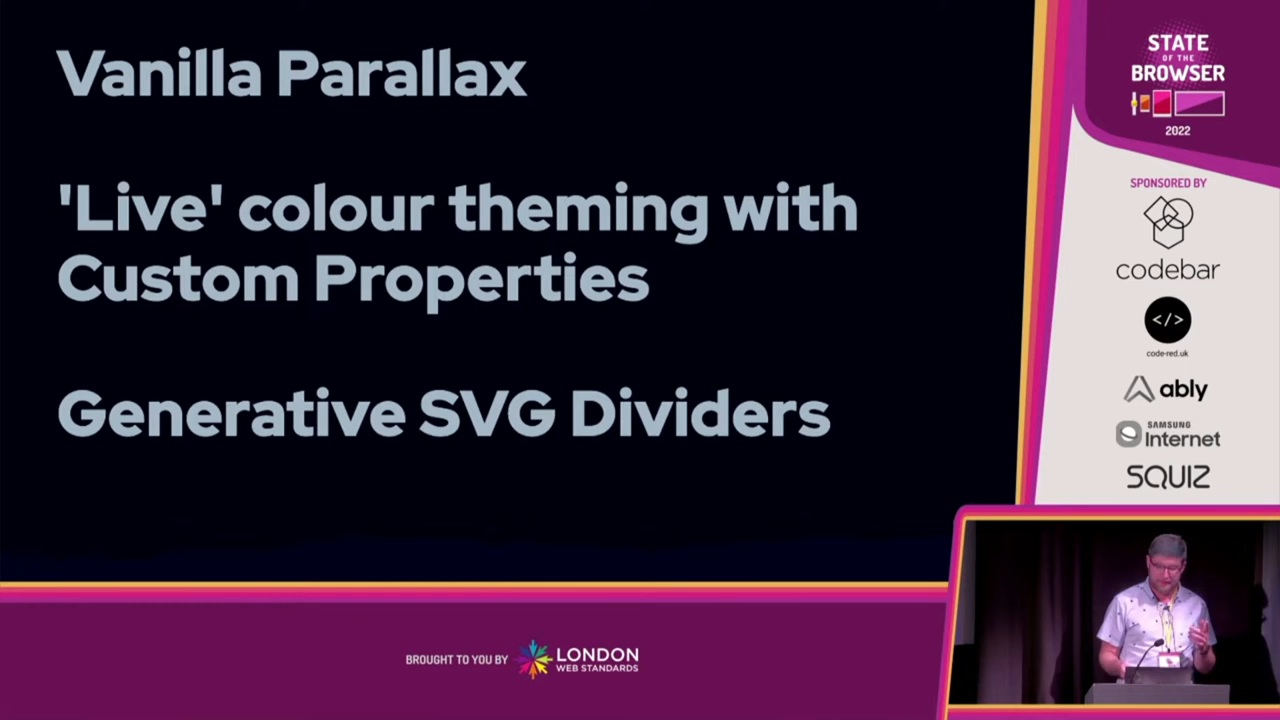 Vanilla Parallax
'Live' colour theming with
Custom Properties
Generative SVG Dividers
STATE
OF THE
BROWSER
2022
SPONSORED BY
codebar
</>
code-red.uk
ably
SAMSUNG
Internet
SQUIZ
BROUGHT TO YOU BY
LONDON
WEB STANDARDS